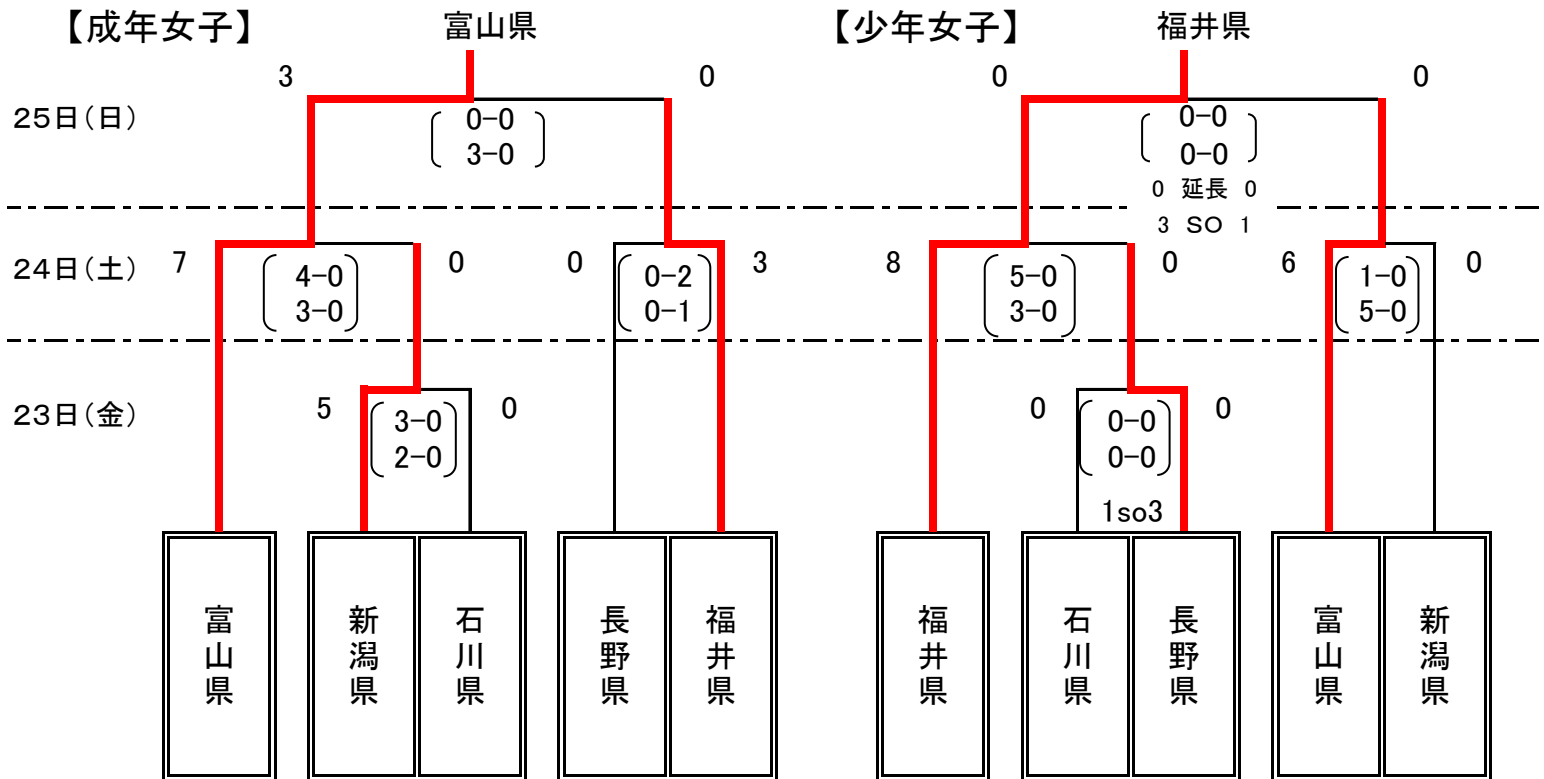 【成年女子】 富山県 【少年女子】 福井県
3 0 0 0
25日(日) 0-0 0-0
3-0 0-0
0 延長 0
3 SO 1
24日(土) 7 4-0 0 0 0-2 3 8 5-0 0 6 1-0 0
3-0 0-1 3-0 5-0
23日(金) 5 3-0 0 0 0-0 0
2-0 0-0
1so3
富山県 新潟県 石川県 長野県 福井県 福井県 石川県 長野県 富山県 新潟県